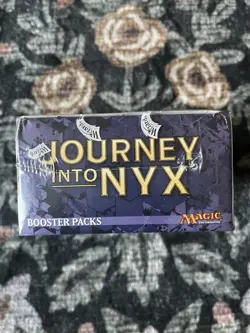 JOURNEY
INTO NYX
BOOSTER PACKS
MAGIC